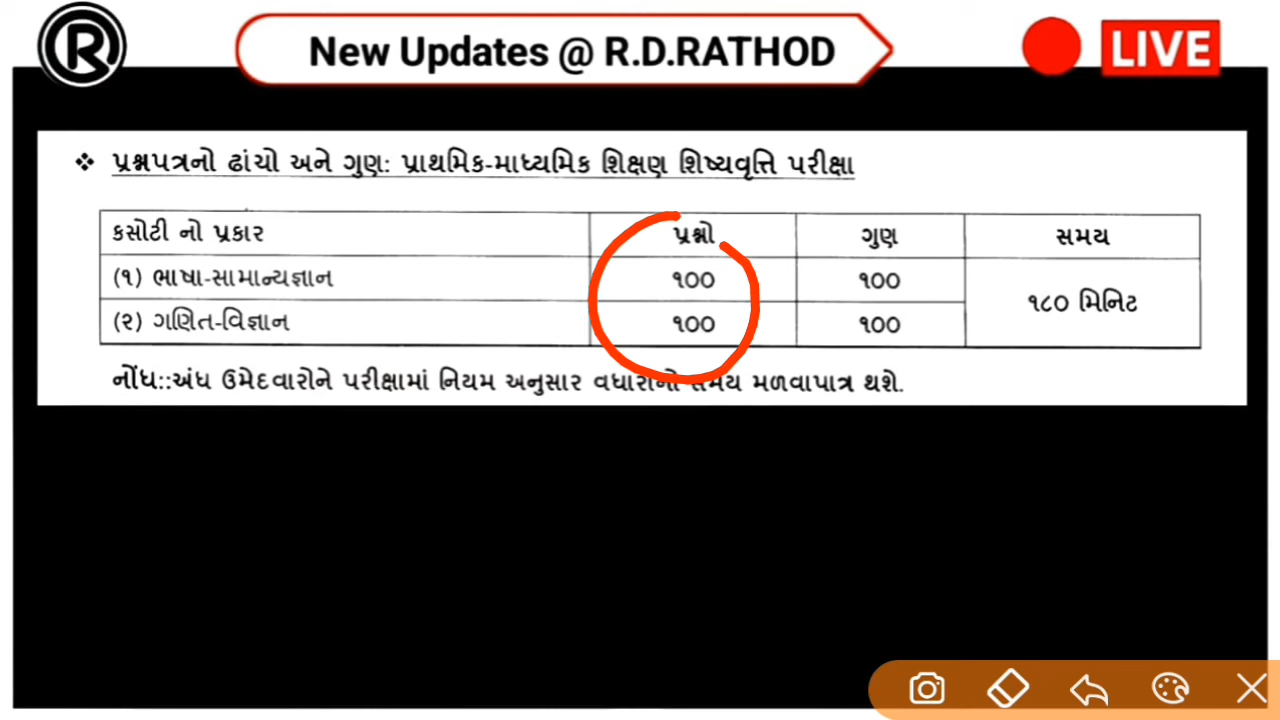 R
New Updates @ R.D.RATHOD
LIVE
❖ પ્રશ્નપત્રનો ઢાંચો અને ગુણ: પ્રાથમિક-માધ્યમિક શિક્ષણ શિષ્યવૃત્તિ પરીક્ષા
કસોટી નો પ્રકાર પ્રશ્નો ગુણ સમય
(૧) ભાષા-સામાન્યજ્ઞાન ૧૦૦ ૧૦૦ ૧૮૦ મિનિટ
(૨) ગણિત-વિજ્ઞાન ૧૦૦ ૧૦૦
નોંધ::અંધ ઉમેદવારોને પરીક્ષામાં નિયમ અનુસાર વધારાનો સમય મળવાપાત્ર થશે.